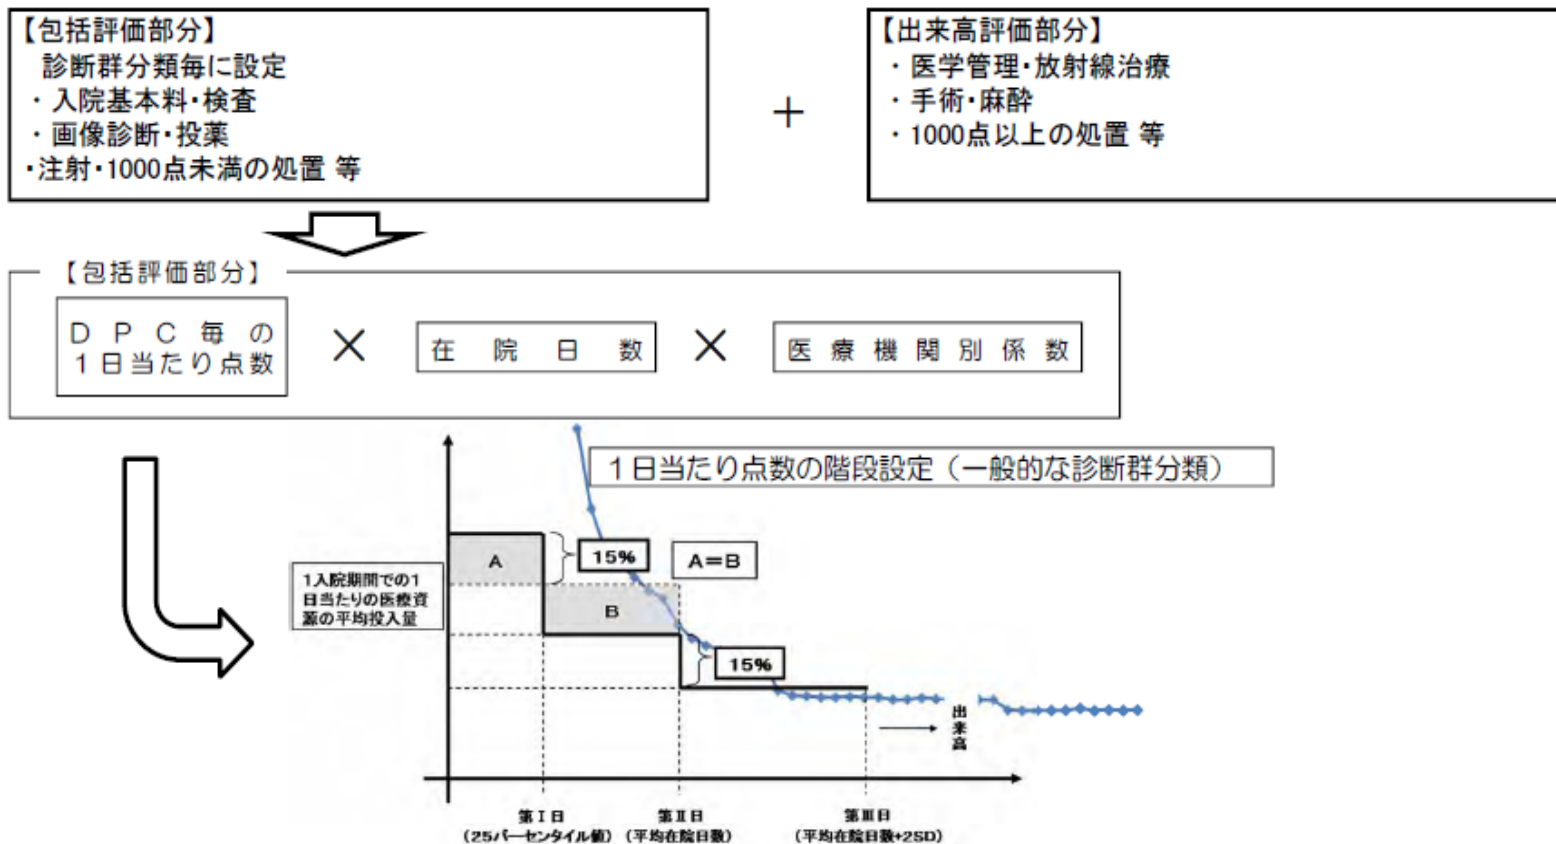 【包括評価部分】
診断群分類毎に設定
・入院基本料・検査
・画像診断・投薬
・注射・1000点未満の処置 等
＋
【出来高評価部分】
・医学管理・放射線治療
・手術・麻酔
・1000点以上の処置 等
【包括評価部分】
DPC毎の
1日当たり点数
×
在院日数
×
医療機関別係数
1日当たり点数の階段設定（一般的な診断群分類）
A
15%
A＝B
1入院期間での1
日当たりの医療資
源の平均投入量
B
15%
出来高
第Ⅰ日
（25パーセンタイル値）
第Ⅱ日
（平均在院日数）
第Ⅲ日
（平均在院日数+2SD）